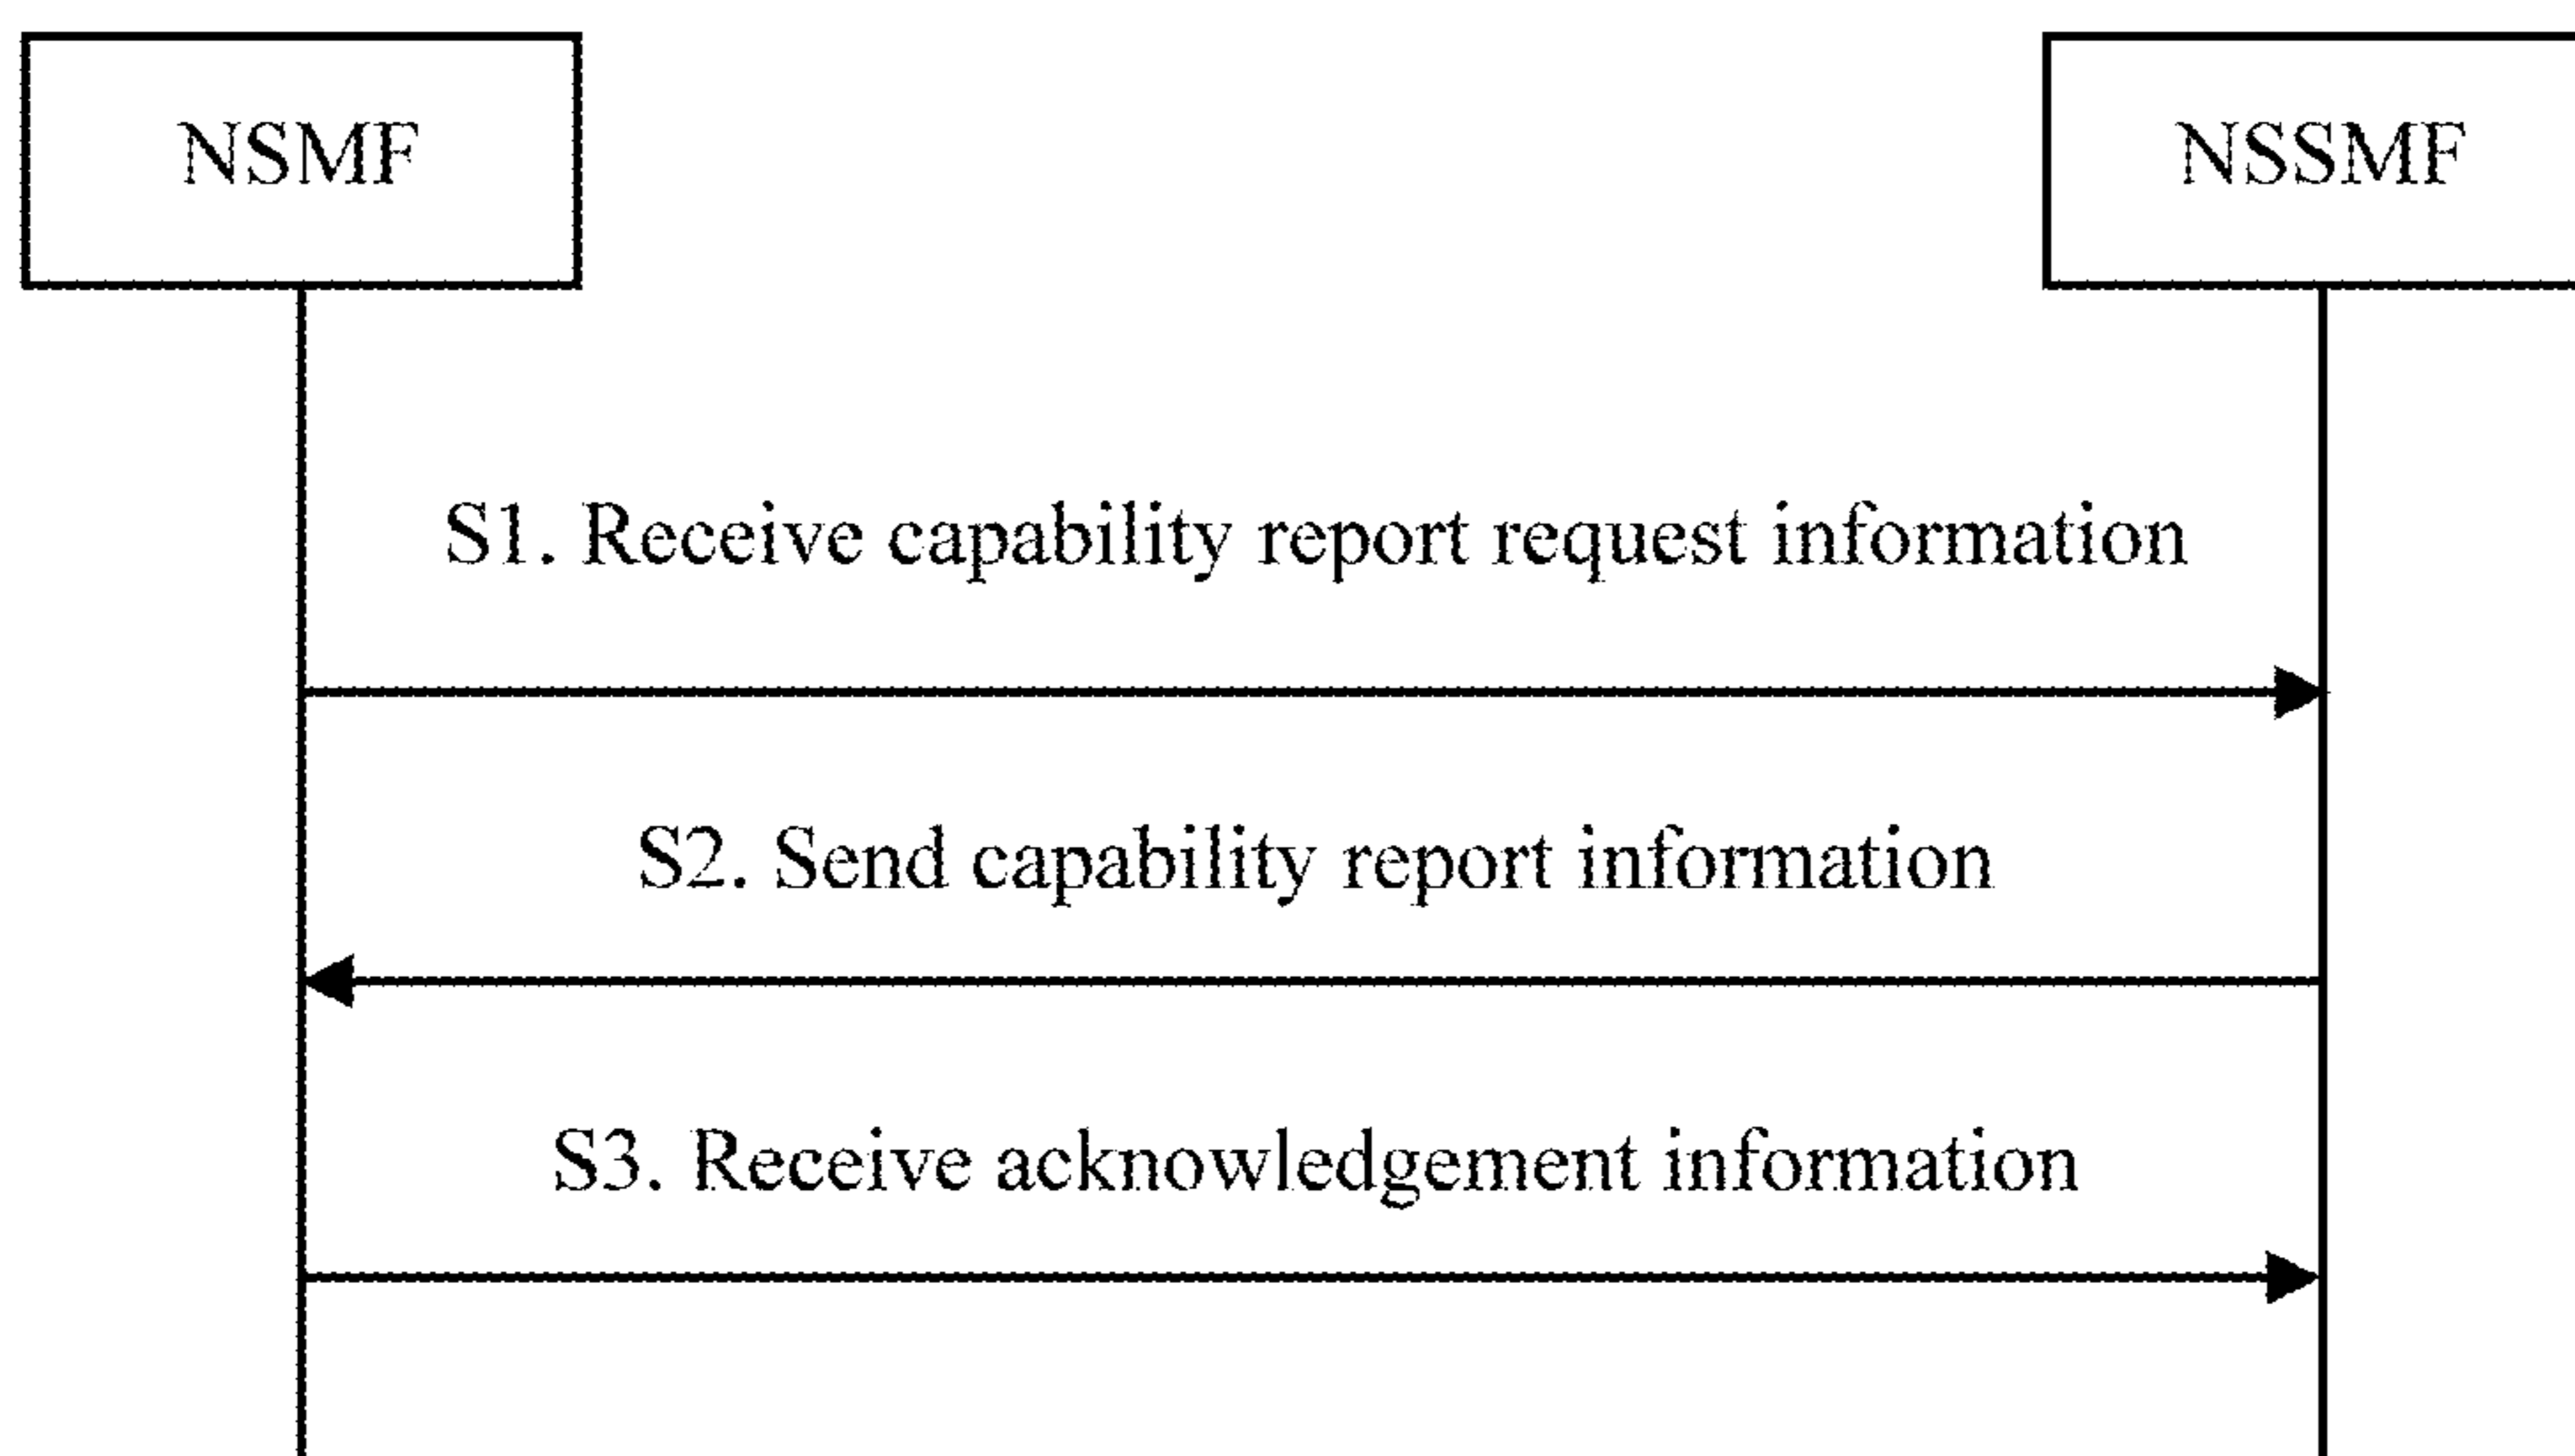 NSMF
NSSMF
S1. Receive capability report request information
S2. Send capability report information
S3. Receive acknowledgement information